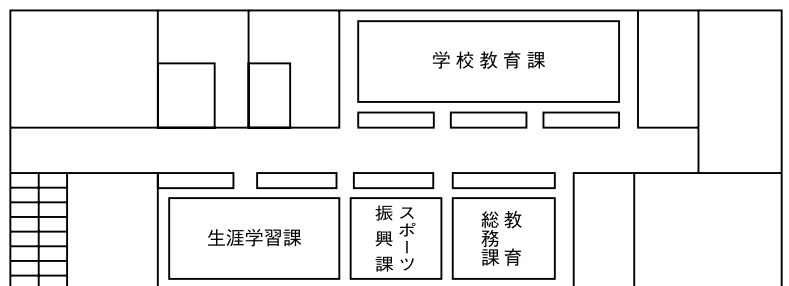 学校教育課
生涯学習課
スポーツ
振興課
教育
総務課